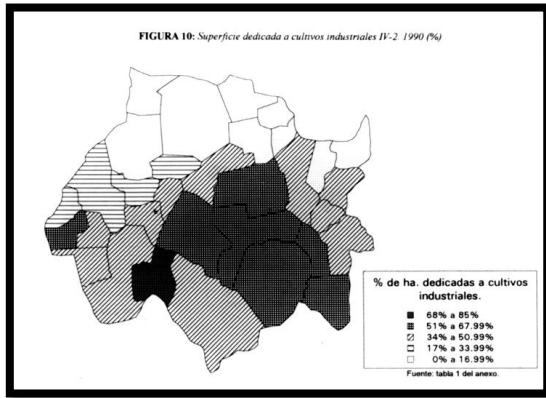 FIGURA 10: Superficie dedicada a cultivos industriales IV-2. 1990 (%)
% de ha. dedicadas a cultivos
industriales.
68% a 85%
51% a 67.99%
34% a 50.99%
17% a 33.99%
0% a 16.99%
Fuente: tabla 1 del anexo.